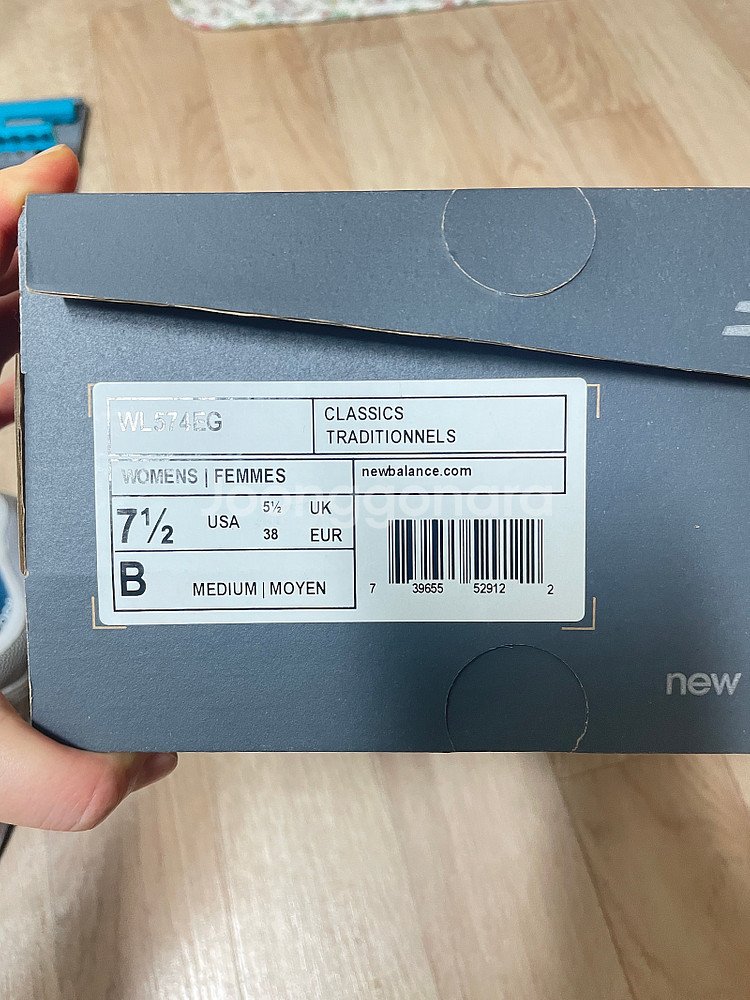 WL574EG
CLASSICS
TRADITIONNELS
WOMENS | FEMMES
newbalance.com
Joonggonara
7½ USA 5½ UK
38 EUR
B MEDIUM | MOYEN
7 39655 52912 2
new